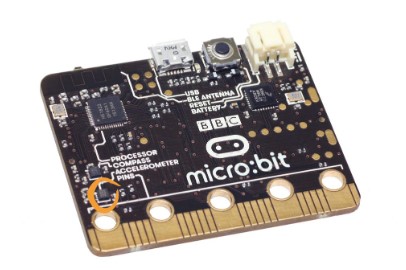 USB
BLE ANTENNA
RESET
BATTERY
BBC
micro:bit
PROCESSOR
COMPASS
ACCELEROMETER
PINS